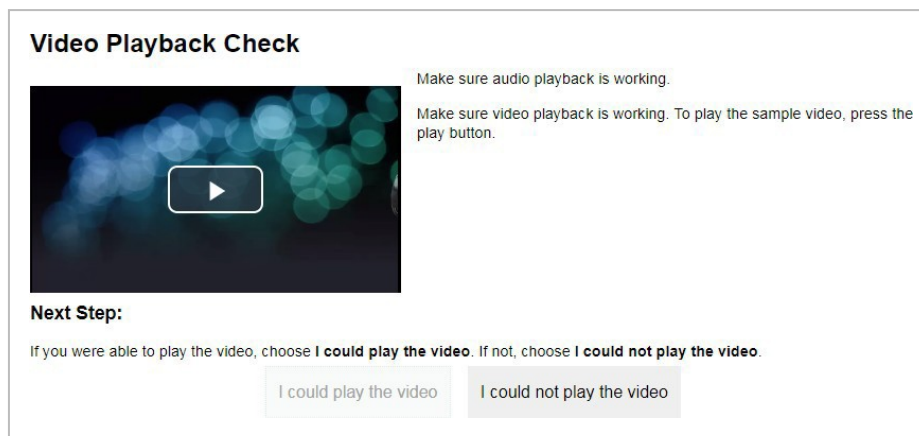 Video Playback Check
Make sure audio playback is working.
Make sure video playback is working. To play the sample video, press the
play button.
Next Step:
If you were able to play the video, choose I could play the video. If not, choose I could not play the video.
I could play the video
I could not play the video